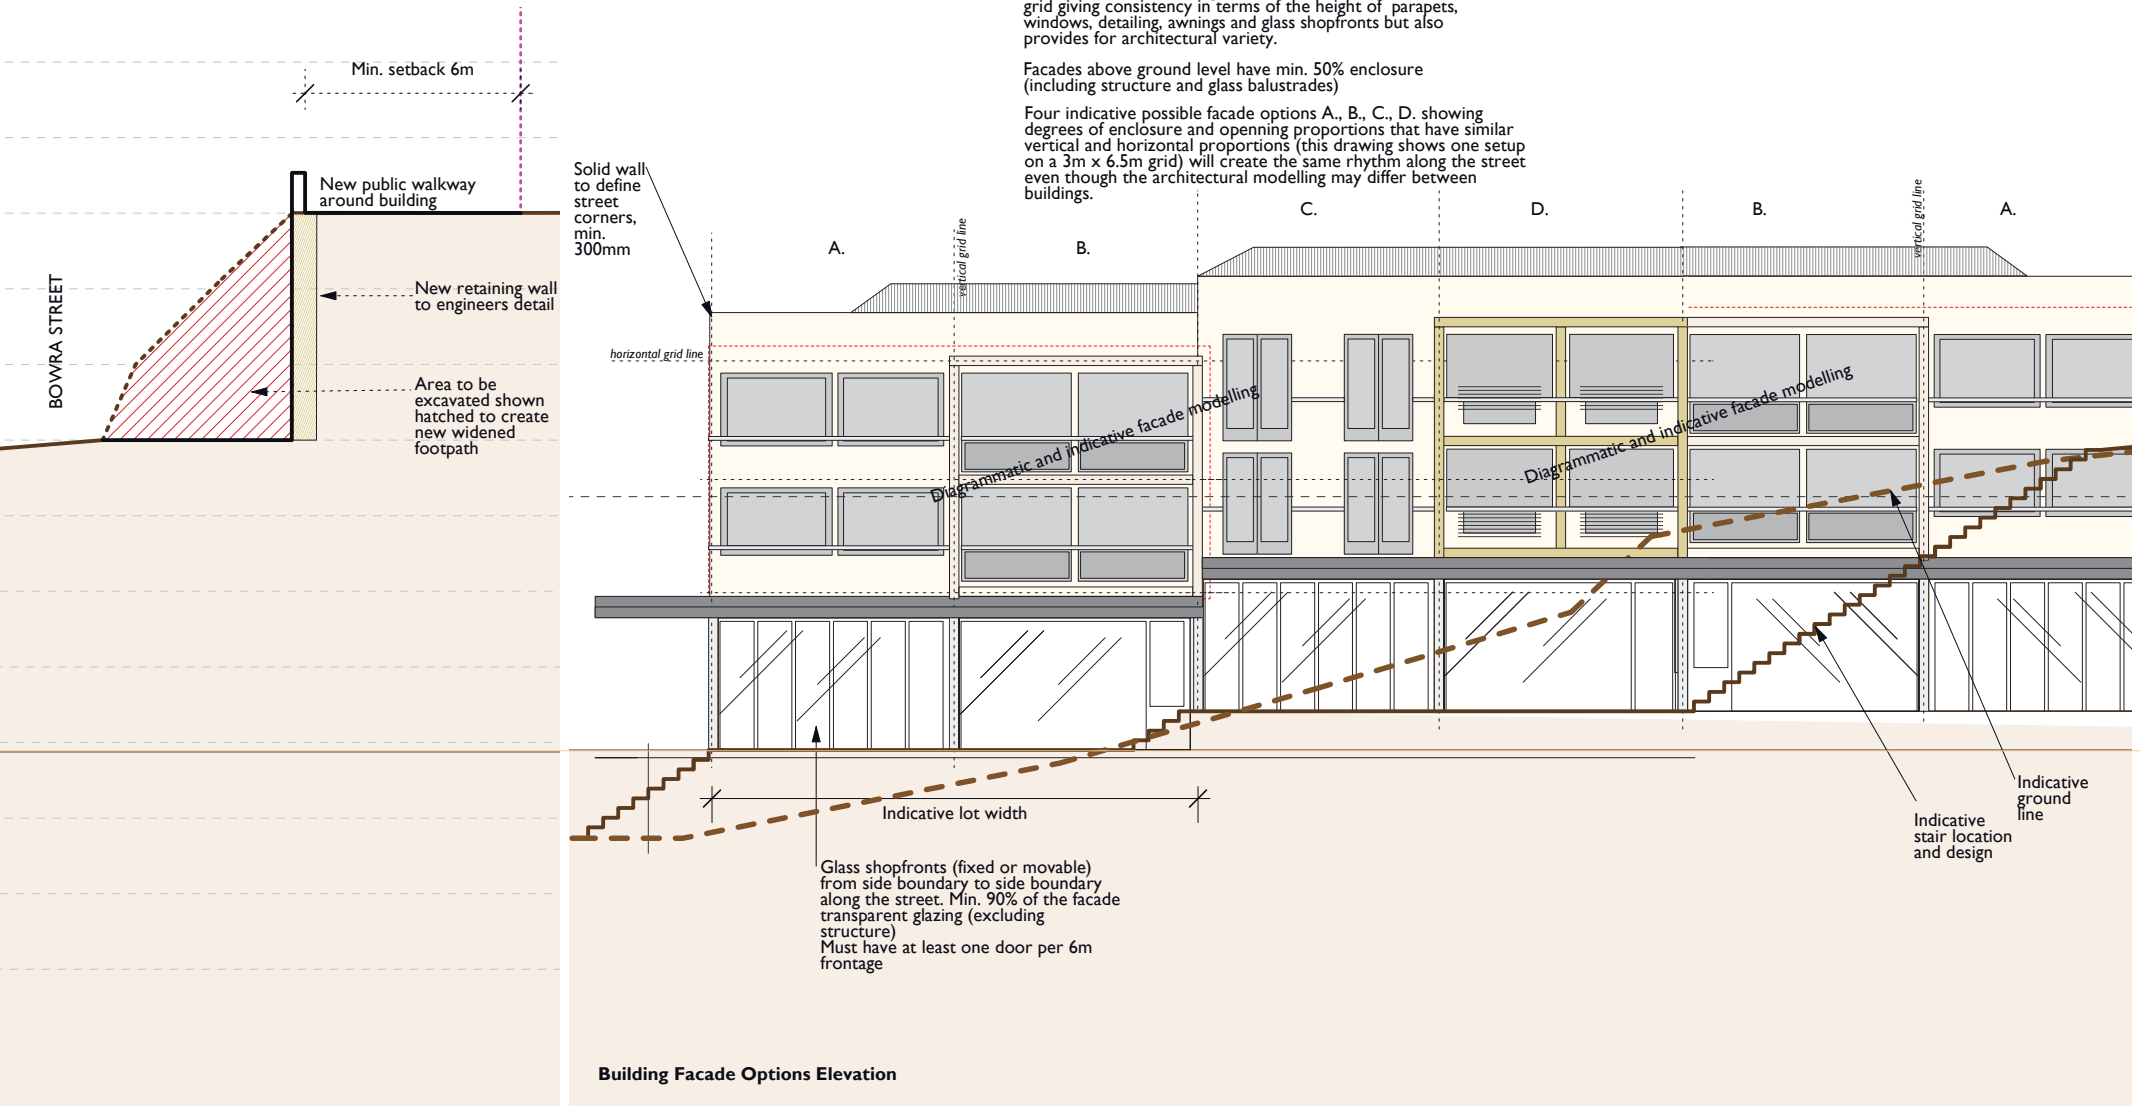 grid giving consistency in terms of the height of parapets,
windows, detailing, awnings and glass shopfronts but also
provides for architectural variety.
Facades above ground level have min. 50% enclosure
(including structure and glass balustrades)
Four indicative possible facade options A., B., C., D. showing
degrees of enclosure and openning proportions that have similar
vertical and horizontal proportions (this drawing shows one setup
on a 3m x 6.5m grid) will create the same rhythm along the street
even though the architectural modelling may differ between
buildings.
Min. setback 6m
New public walkway
around building
BOWRA STREET
New retaining wall
to engineers detail
Area to be
excavated shown
hatched to create
new widened
footpath
Solid wall
to define
street
corners,
min.
300mm
A.
vertical grid line
B.
C.
D.
B.
vertical grid line
A.
horizontal grid line
Diagrammatic and indicative facade modelling
Diagrammatic and indicative facade modelling
Indicative lot width
Indicative
ground
line
Indicative
stair location
and design
Glass shopfronts (fixed or movable)
from side boundary to side boundary
along the street. Min. 90% of the facade
transparent glazing (excluding
structure)
Must have at least one door per 6m
frontage
Building Facade Options Elevation